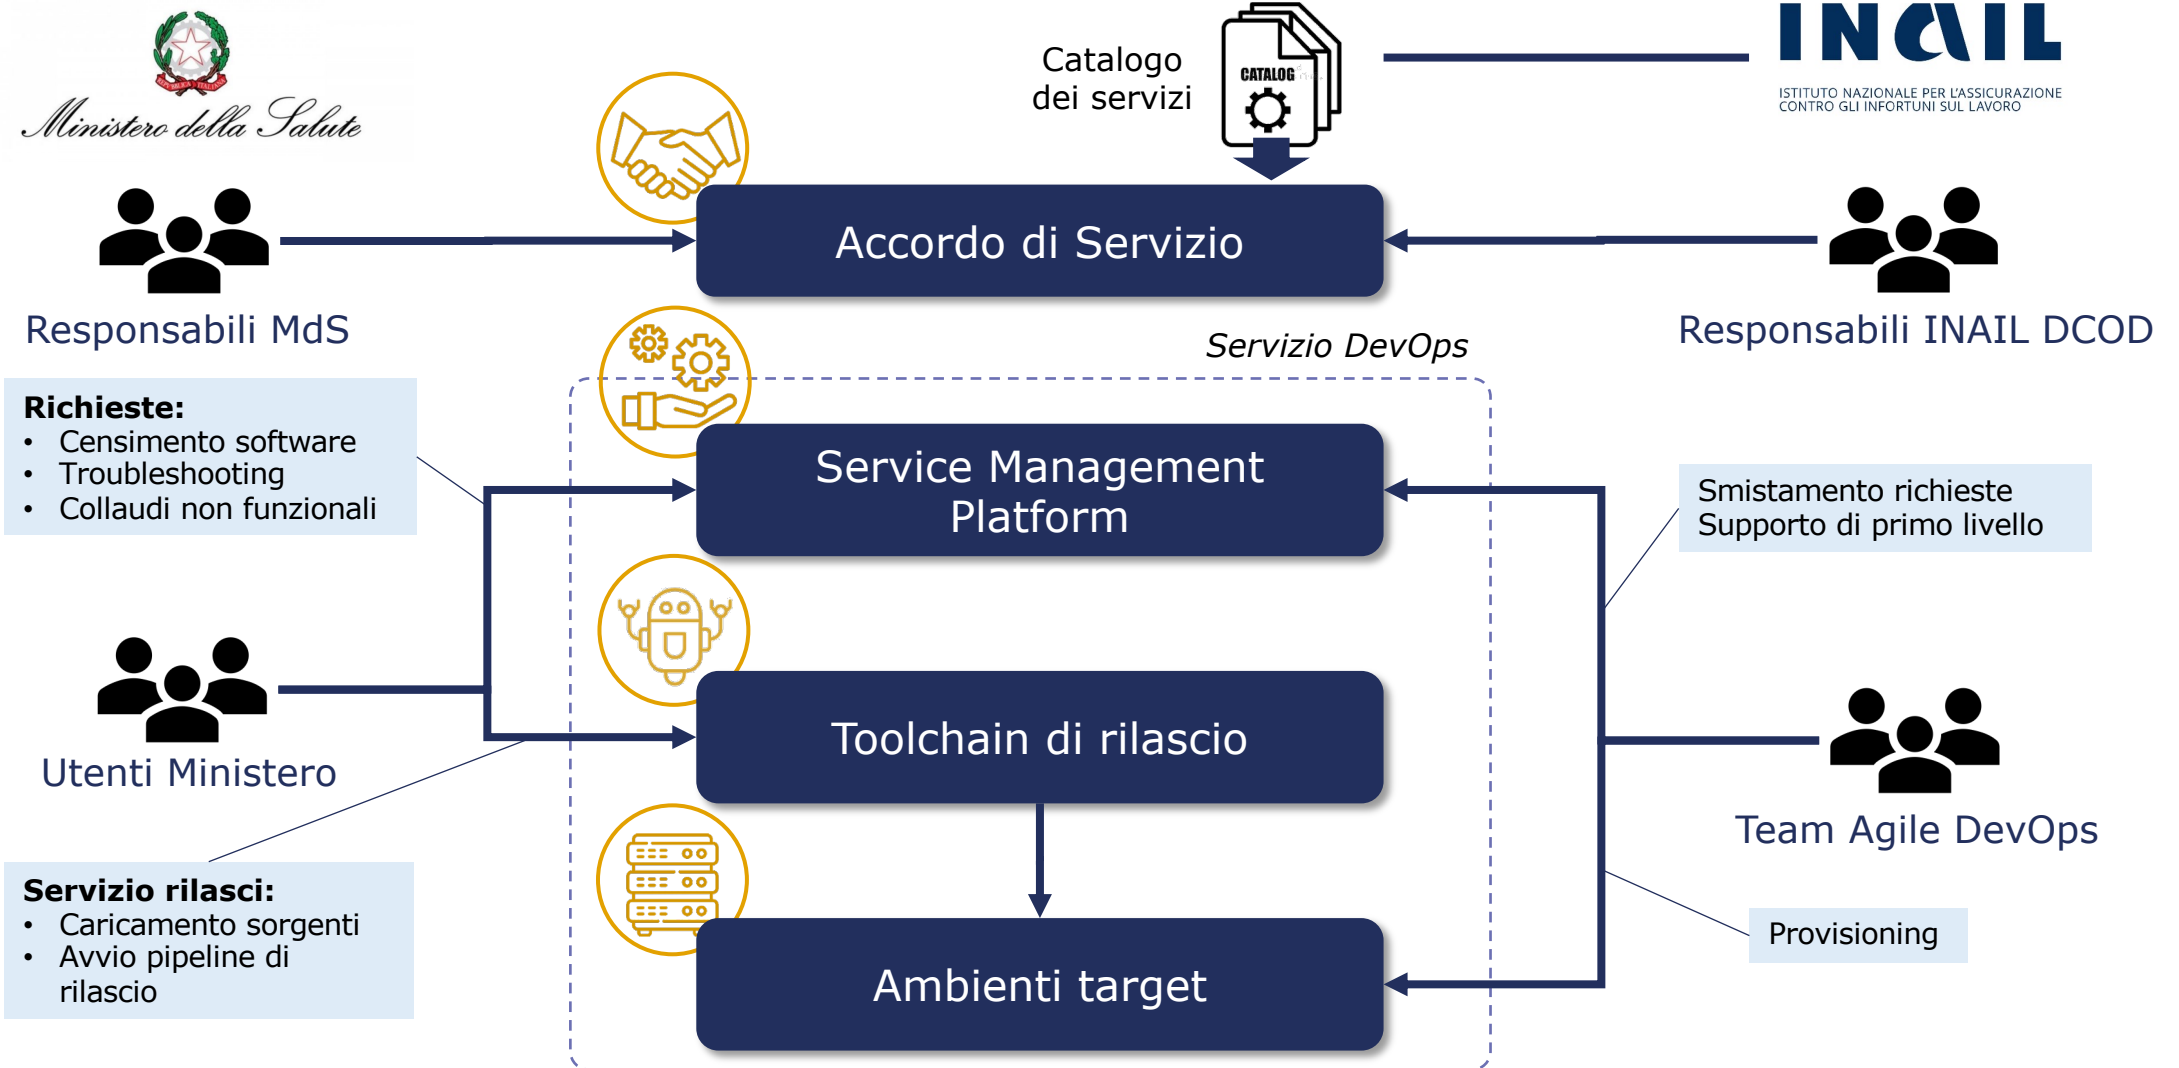 Ministero della Salute
Catalogo
dei servizi
CATALOG
INAIL
ISTITUTO NAZIONALE PER L'ASSICURAZIONE
CONTRO GLI INFORTUNI SUL LAVORO
Accordo di Servizio
Responsabili MdS
Responsabili INAIL DCOD
Servizio DevOps
Richieste:
• Censimento software
• Troubleshooting
• Collaudi non funzionali
Service Management
Platform
Smistamento richieste
Supporto di primo livello
Utenti Ministero
Toolchain di rilascio
Team Agile DevOps
Servizio rilasci:
• Caricamento sorgenti
• Avvio pipeline di
rilascio
Provisioning
Ambienti target